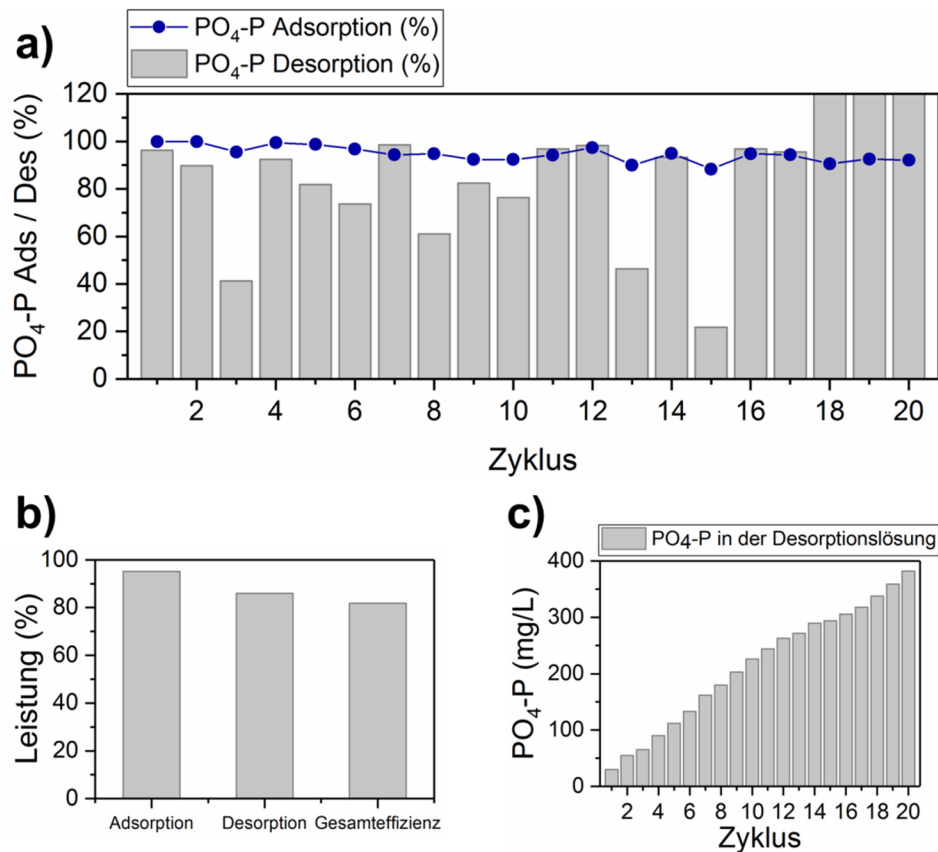 a)
PO₄-P Adsorption (%)
PO₄-P Desorption (%)
PO₄-P Ads / Des (%)
120
100
80
60
40
20
0
2 4 6 8 10 12 14 16 18 20
Zyklus
b)
Leistung (%)
100
80
60
40
20
0
Adsorption Desorption Gesamteffizienz
c)
PO4-P in der Desorptionslösung
PO₄-P (mg/L)
400
300
200
100
0
2 4 6 8 10 12 14 16 18 20
Zyklus